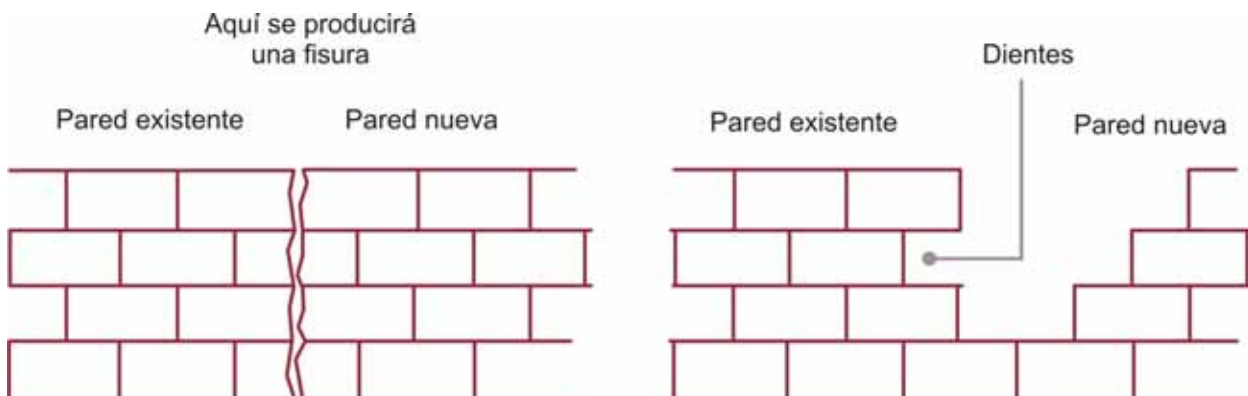 Aquí se producirá
una fisura
Pared existente
Pared nueva
Dientes
Pared existente
Pared nueva